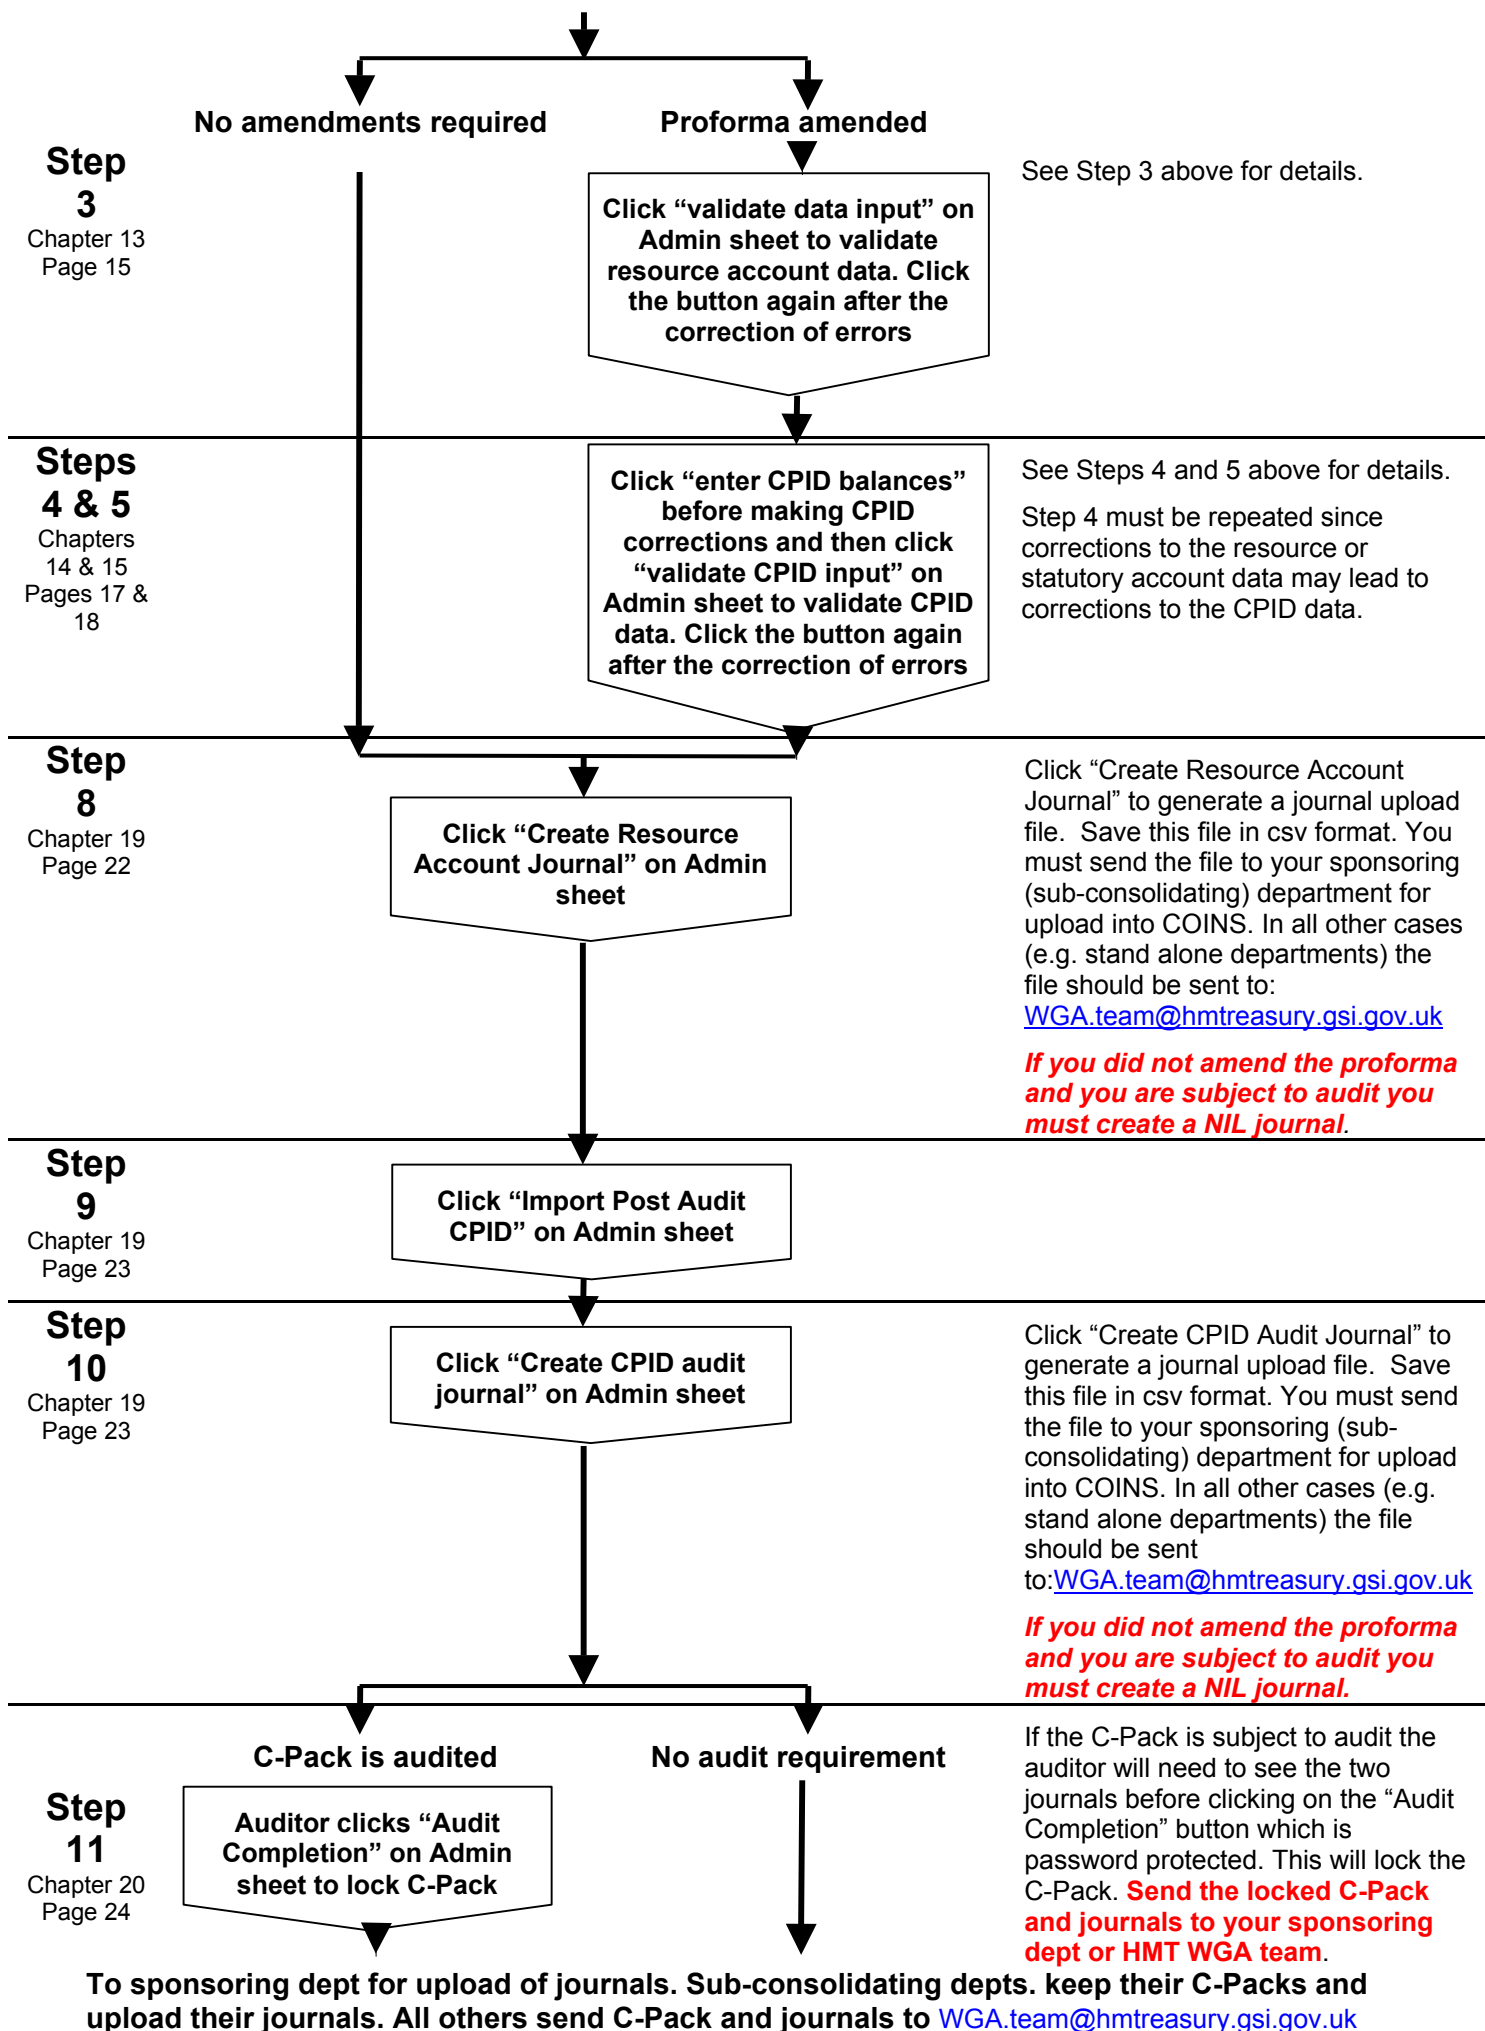 No amendments required
Proforma amended
Step
3
Chapter 13
Page 15
Click “validate data input” on
Admin sheet to validate
resource account data. Click
the button again after the
correction of errors
See Step 3 above for details.
Steps
4 & 5
Chapters
14 & 15
Pages 17 &
18
Click “enter CPID balances”
before making CPID
corrections and then click
“validate CPID input” on
Admin sheet to validate CPID
data. Click the button again
after the correction of errors
See Steps 4 and 5 above for details.
Step 4 must be repeated since
corrections to the resource or
statutory account data may lead to
corrections to the CPID data.
Step
8
Chapter 19
Page 22
Click “Create Resource
Account Journal” on Admin
sheet
Click “Create Resource Account
Journal” to generate a journal upload
file.  Save this file in csv format. You
must send the file to your sponsoring
(sub-consolidating) department for
upload into COINS. In all other cases
(e.g. stand alone departments) the
file should be sent to:
WGA.team@hmtreasury.gsi.gov.uk
If you did not amend the proforma
and you are subject to audit you
must create a NIL journal.
Step
9
Chapter 19
Page 23
Click “Import Post Audit
CPID” on Admin sheet
Step
10
Chapter 19
Page 23
Click “Create CPID audit
journal” on Admin sheet
Click “Create CPID Audit Journal” to
generate a journal upload file.  Save
this file in csv format. You must send
the file to your sponsoring (sub-
consolidating) department for upload
into COINS. In all other cases (e.g.
stand alone departments) the file
should be sent
to:WGA.team@hmtreasury.gsi.gov.uk
If you did not amend the proforma
and you are subject to audit you
must create a NIL journal.
C-Pack is audited
No audit requirement
Step
11
Chapter 20
Page 24
Auditor clicks “Audit
Completion” on Admin
sheet to lock C-Pack
If the C-Pack is subject to audit the
auditor will need to see the two
journals before clicking on the “Audit
Completion” button which is
password protected. This will lock the
C-Pack. Send the locked C-Pack
and journals to your sponsoring
dept or HMT WGA team.
To sponsoring dept for upload of journals. Sub-consolidating depts. keep their C-Packs and
upload their journals. All others send C-Pack and journals to WGA.team@hmtreasury.gsi.gov.uk